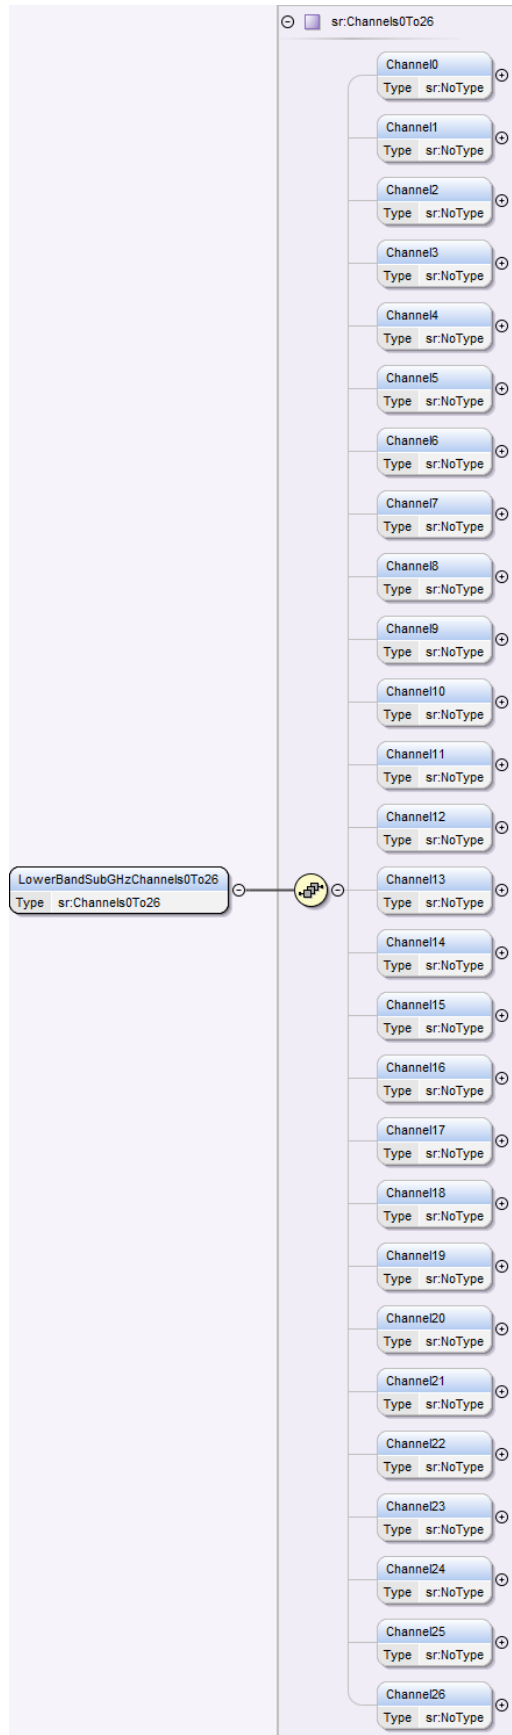 sr:Channels0To26
Channel0
Type sr:NoType
Channel1
Type sr:NoType
Channel2
Type sr:NoType
Channel3
Type sr:NoType
Channel4
Type sr:NoType
Channel5
Type sr:NoType
Channel6
Type sr:NoType
Channel7
Type sr:NoType
Channel8
Type sr:NoType
Channel9
Type sr:NoType
Channel10
Type sr:NoType
Channel11
Type sr:NoType
Channel12
Type sr:NoType
LowerBandSubGHzChannels0To26
Type sr:Channels0To26
Channel13
Type sr:NoType
Channel14
Type sr:NoType
Channel15
Type sr:NoType
Channel16
Type sr:NoType
Channel17
Type sr:NoType
Channel18
Type sr:NoType
Channel19
Type sr:NoType
Channel20
Type sr:NoType
Channel21
Type sr:NoType
Channel22
Type sr:NoType
Channel23
Type sr:NoType
Channel24
Type sr:NoType
Channel25
Type sr:NoType
Channel26
Type sr:NoType